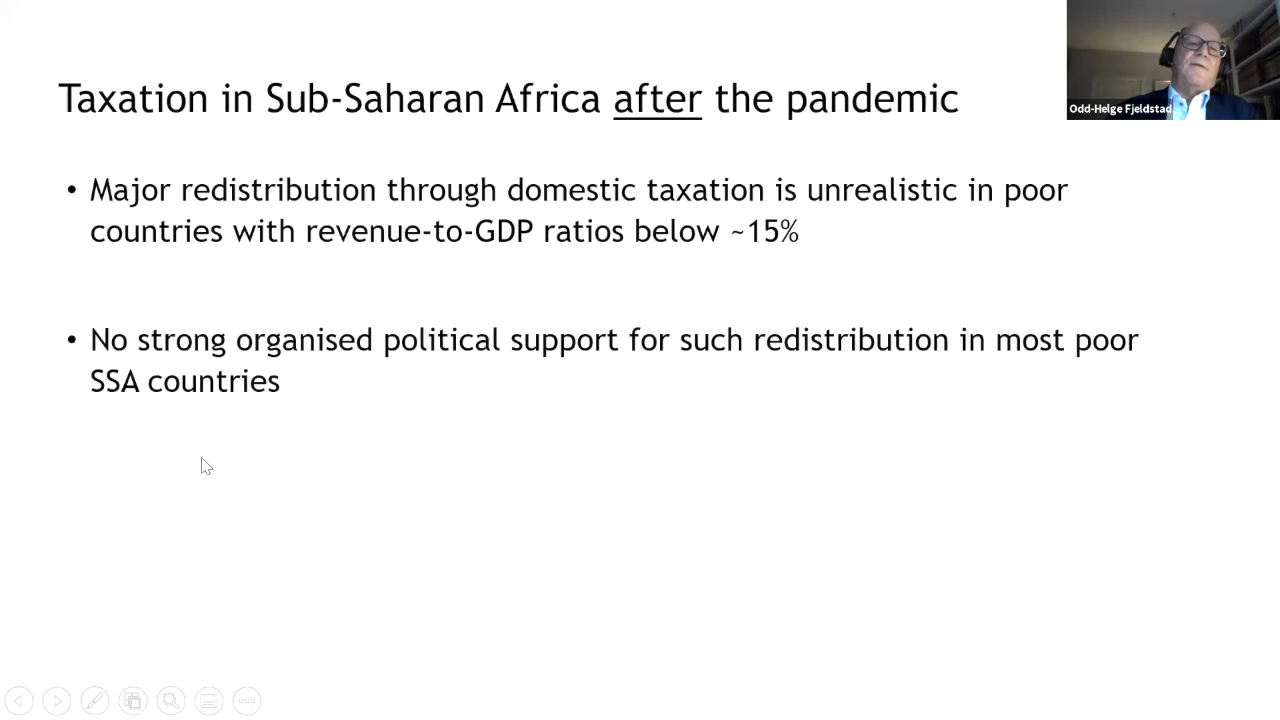 Taxation in Sub-Saharan Africa after the pandemic
Odd-Helge Fjeldstad
• Major redistribution through domestic taxation is unrealistic in poor
countries with revenue-to-GDP ratios below ~15%
• No strong organised political support for such redistribution in most poor
SSA countries